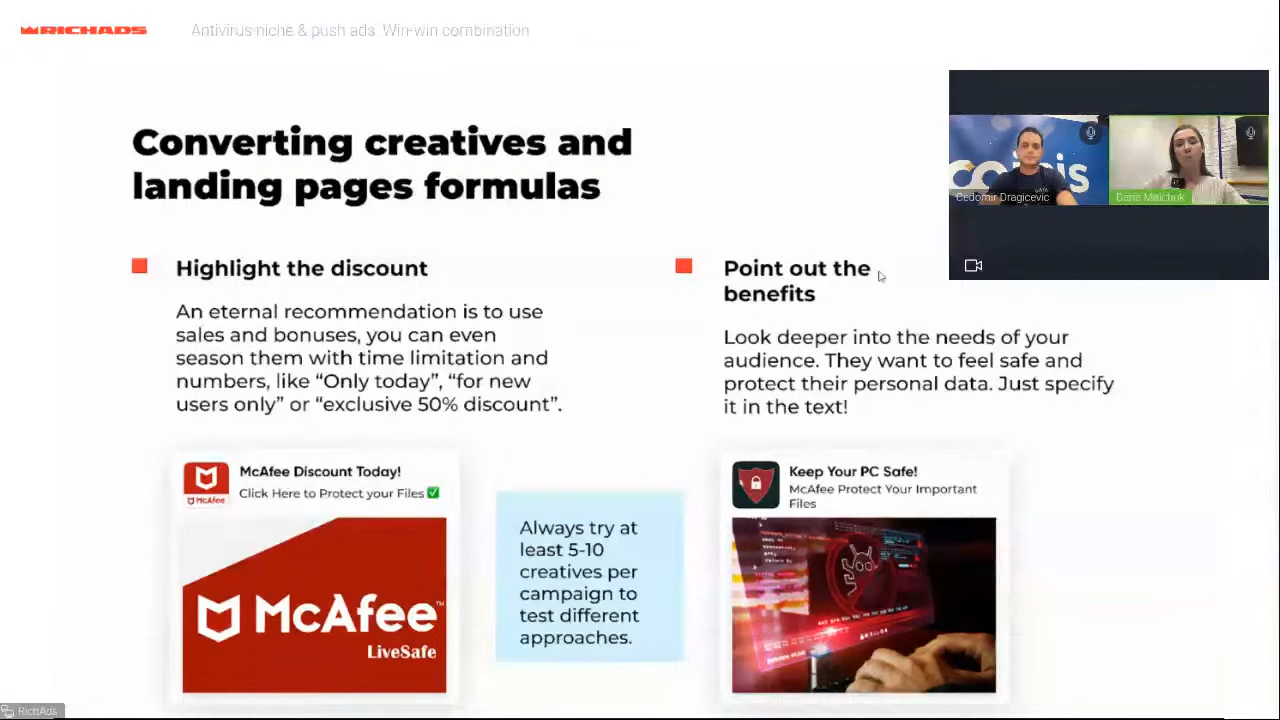 RICHADS
Antivirus niche & push ads. Win-win combination
Converting creatives and
landing pages formulas
Highlight the discount
An eternal recommendation is to use
sales and bonuses, you can even
season them with time limitation and
numbers, like “Only today”, “for new
users only” or “exclusive 50% discount”.
Point out the
benefits
Look deeper into the needs of your
audience. They want to feel safe and
protect their personal data. Just specify
it in the text!
Cedomir Dragicevic
McAfee Discount Today!
Click Here to Protect your Files ✅
McAfee
McAfee™
LiveSafe
Always try at
least 5-10
creatives per
campaign to
test different
approaches.
Keep Your PC Safe!
McAfee Protect Your Important
Files
RichAds